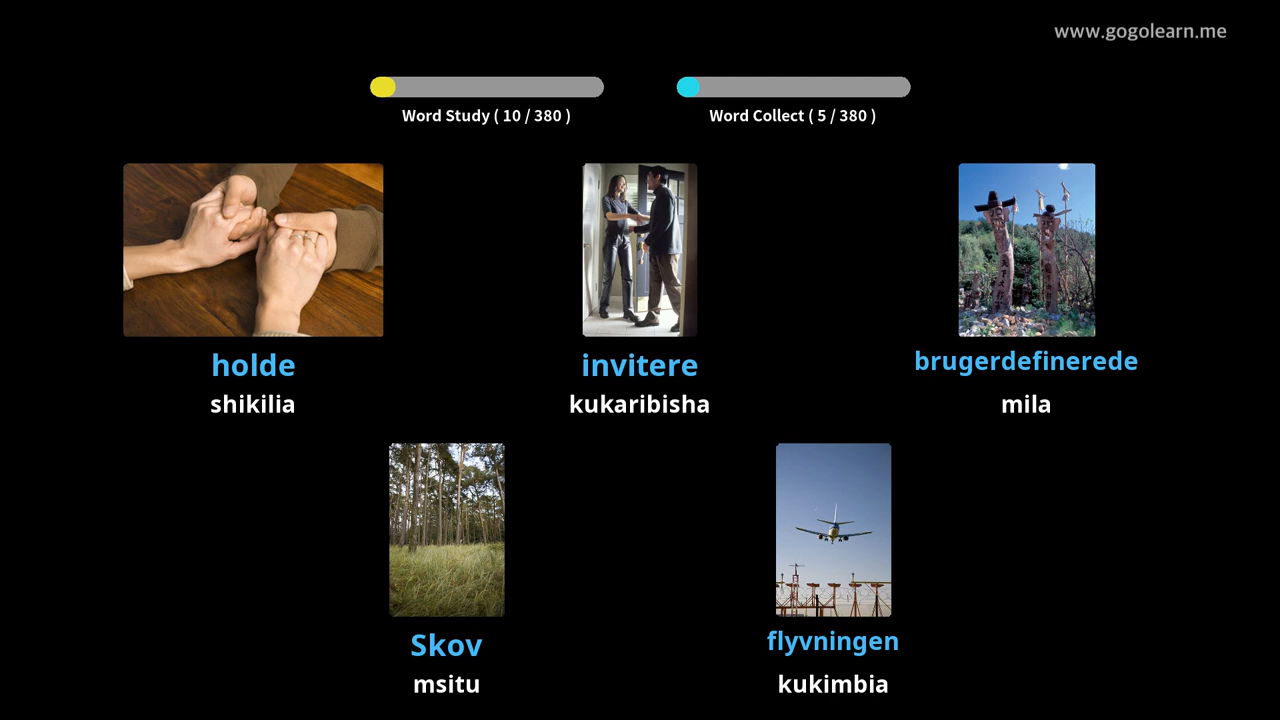 www.gogolearn.me
Word Study ( 10 / 380 )
Word Collect ( 5 / 380 )
holde
shikilia
invitere
kukaribisha
brugerdefinerede
mila
Skov
msitu
flyvningen
kukimbia